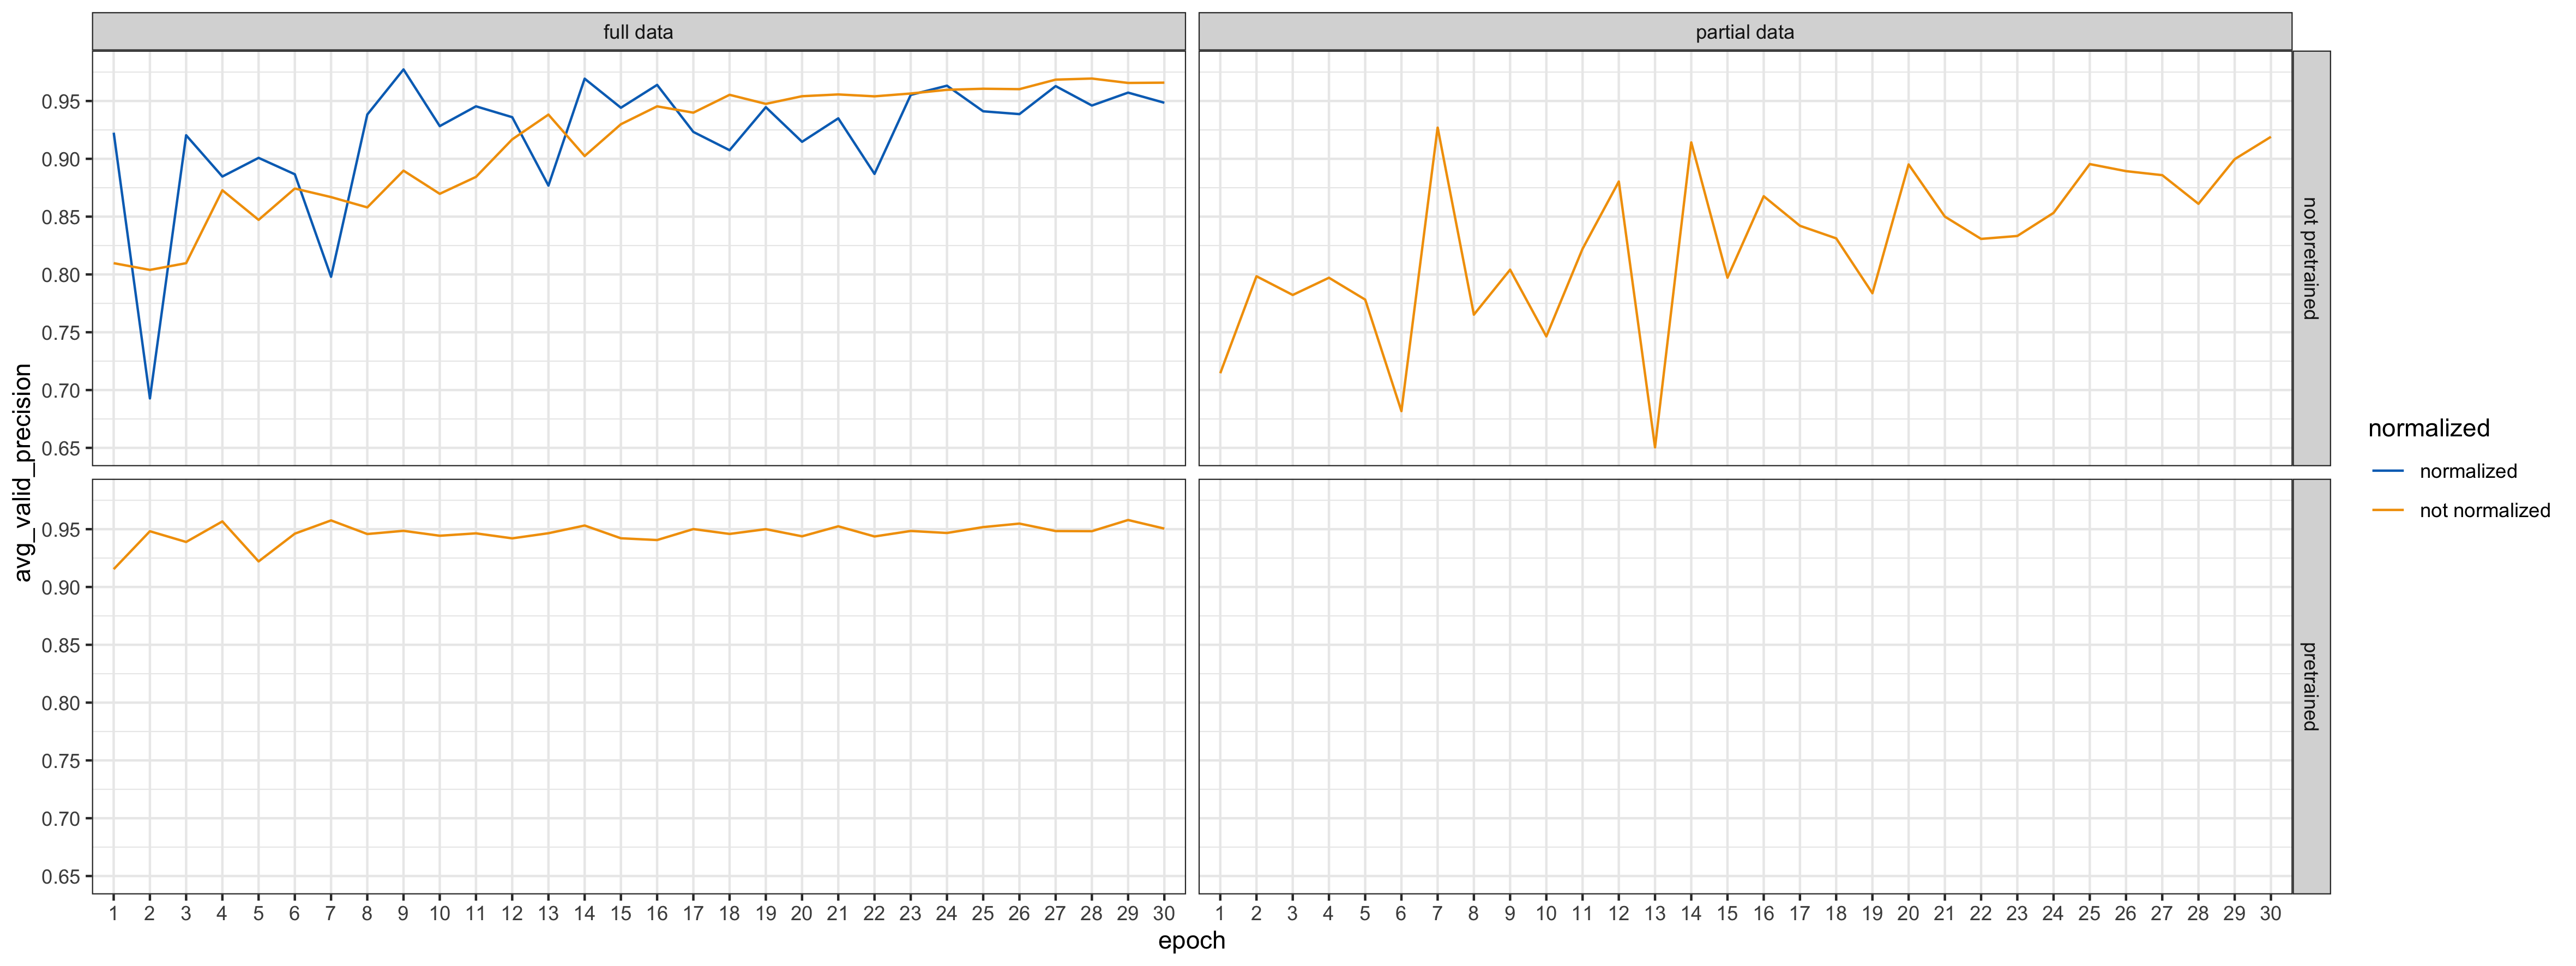 full data
partial data
0.95
0.90
0.85
0.80
0.75
0.70
0.65
not pretrained
avg_valid_precision
0.95
0.90
0.85
0.80
0.75
0.70
0.65
pretrained
1 2 3 4 5 6 7 8 9 10 11 12 13 14 15 16 17 18 19 20 21 22 23 24 25 26 27 28 29 30
1 2 3 4 5 6 7 8 9 10 11 12 13 14 15 16 17 18 19 20 21 22 23 24 25 26 27 28 29 30
epoch
normalized
normalized
not normalized